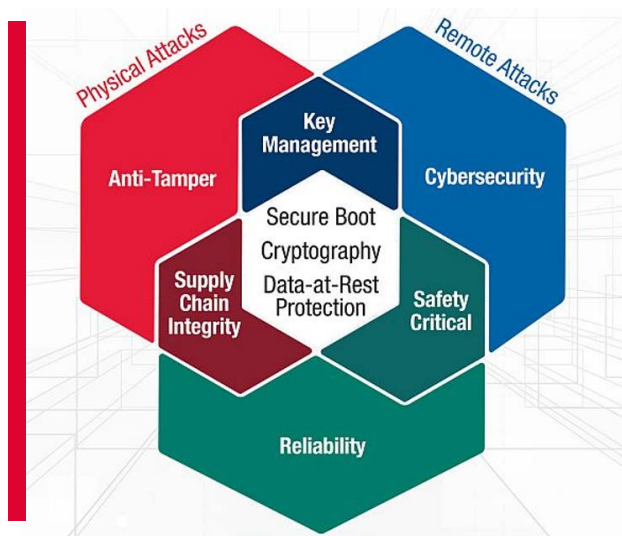 Physical Attacks
Remote Attacks
Key
Management
Anti-Tamper
Cybersecurity
Secure Boot
Cryptography
Data-at-Rest
Protection
Supply
Chain
Integrity
Safety
Critical
Reliability